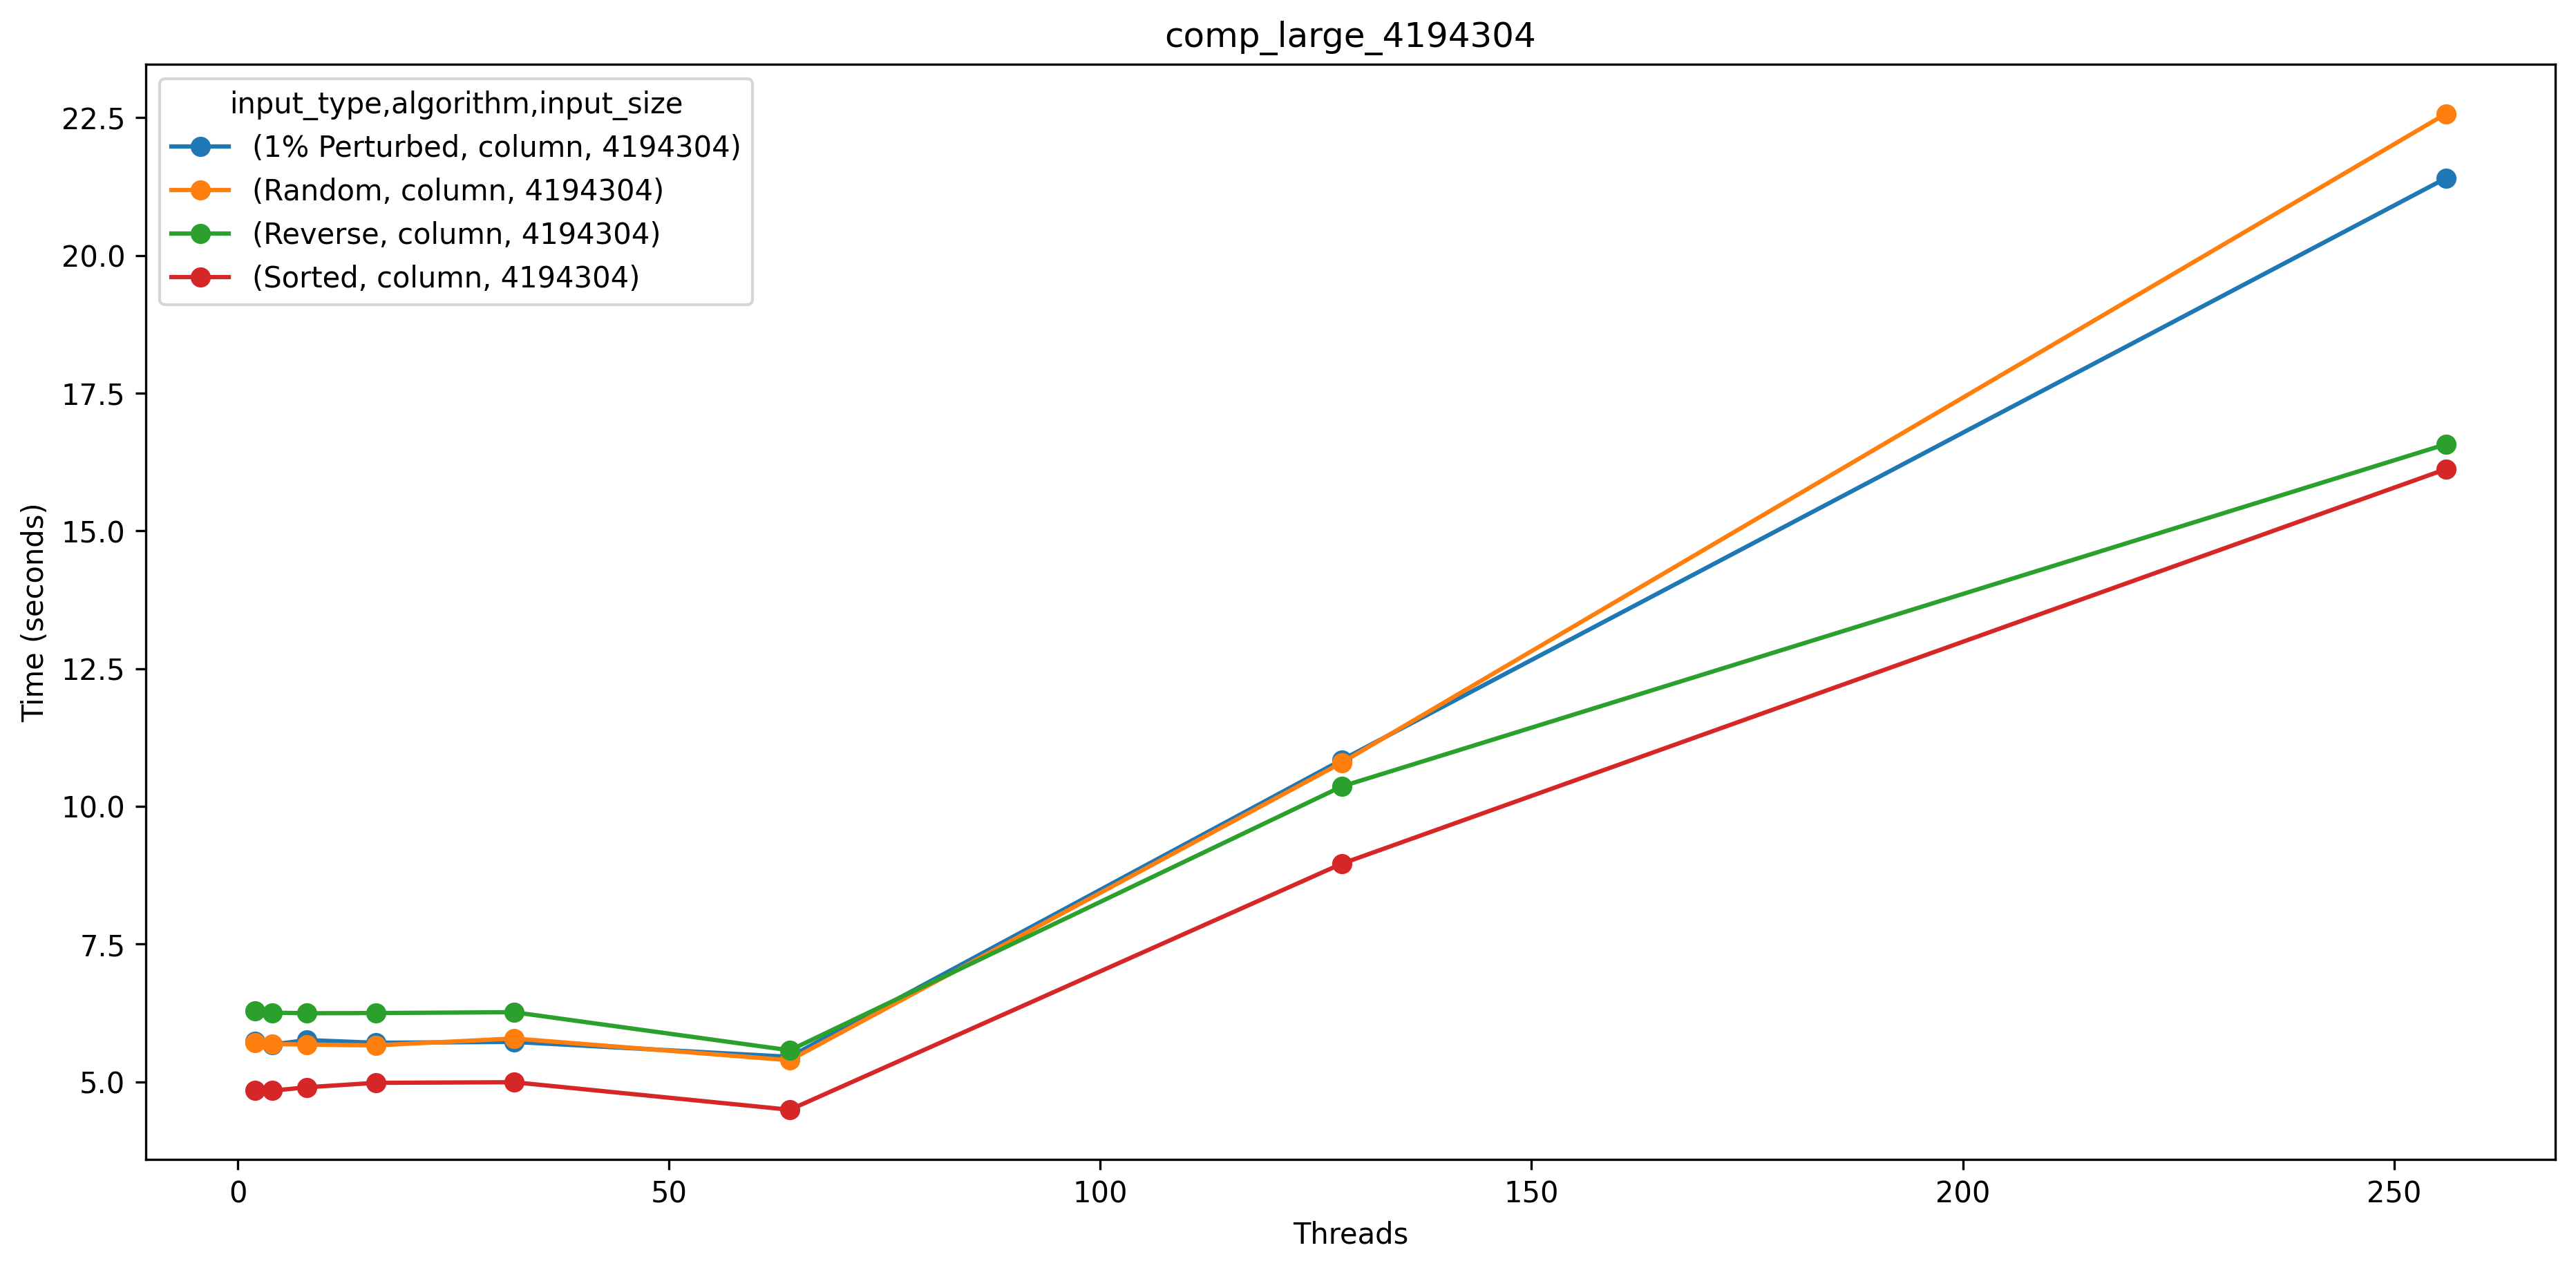 comp_large_4194304
input_type,algorithm,input_size
(1% Perturbed, column, 4194304)
(Random, column, 4194304)
(Reverse, column, 4194304)
(Sorted, column, 4194304)
22.5
20.0
17.5
15.0
12.5
10.0
7.5
5.0
Time (seconds)
0
50
100
150
200
250
Threads